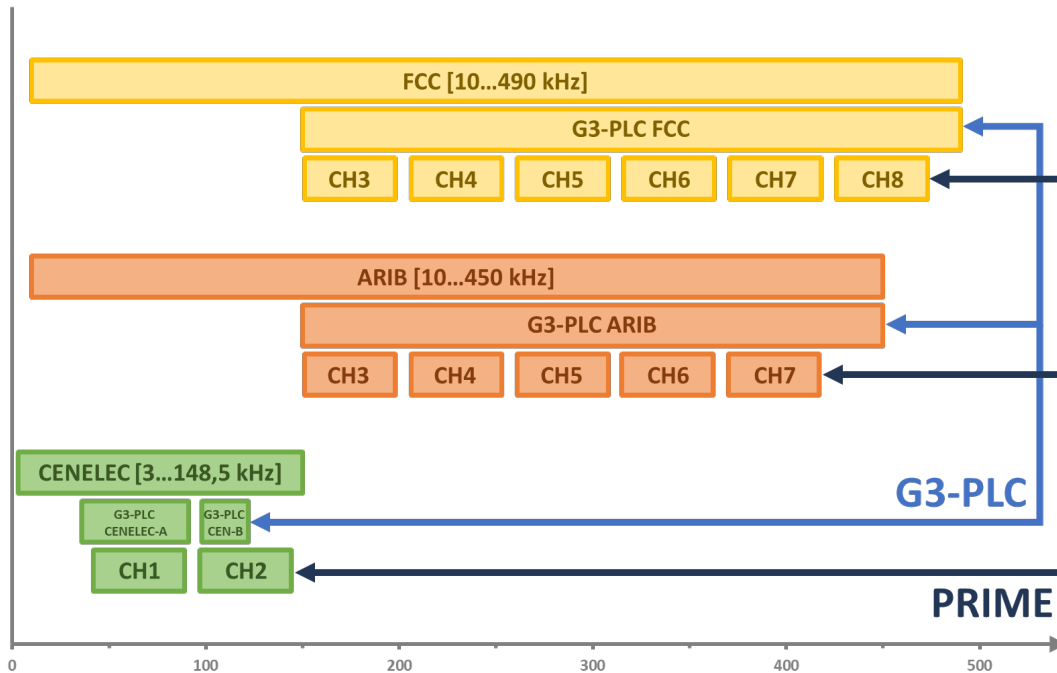 FCC [10...490 kHz]
G3-PLC FCC
CH3 CH4 CH5 CH6 CH7 CH8
ARIB [10...450 kHz]
G3-PLC ARIB
CH3 CH4 CH5 CH6 CH7
CENELEC [3...148,5 kHz]
G3-PLC
G3-PLC G3-PLC
CENELEC-A CEN-B
CH1 CH2
PRIME
0 100 200 300 400 500